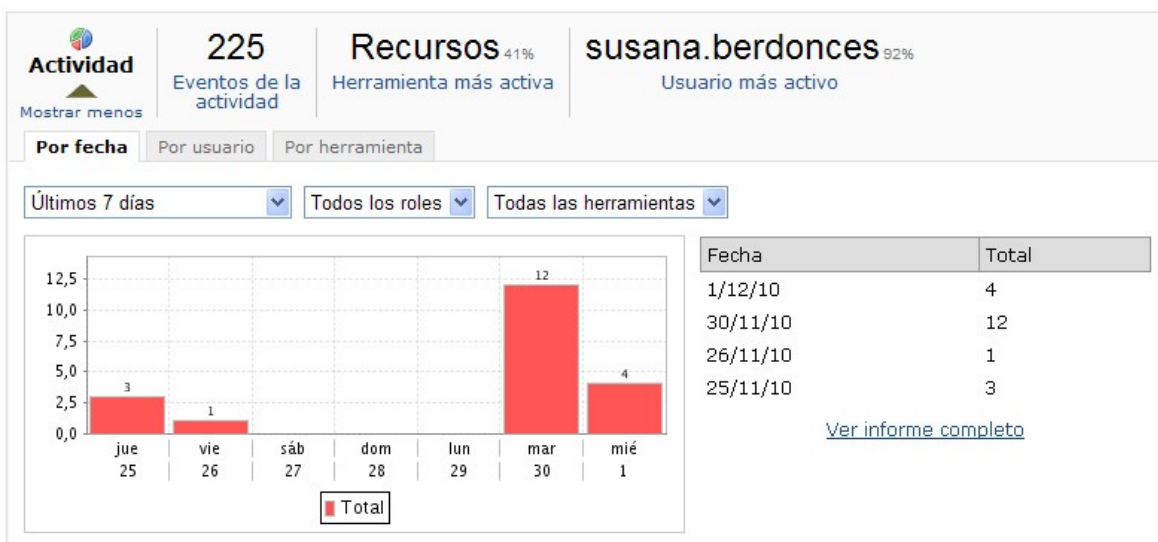 Actividad
Mostrar menos
225
Eventos de la
actividad
Recursos 41%
Herramienta más activa
susana.berdonces 92%
Usuario más activo
Por fecha Por usuario Por herramienta
Últimos 7 días Todos los roles Todas las herramientas
12,5
10,0
7,5
5,0
2,5
0,0
3
1
12
4
jue vie sáb dom lun mar mié
25 26 27 28 29 30 1
Total
Fecha Total
1/12/10 4
30/11/10 12
26/11/10 1
25/11/10 3
Ver informe completo